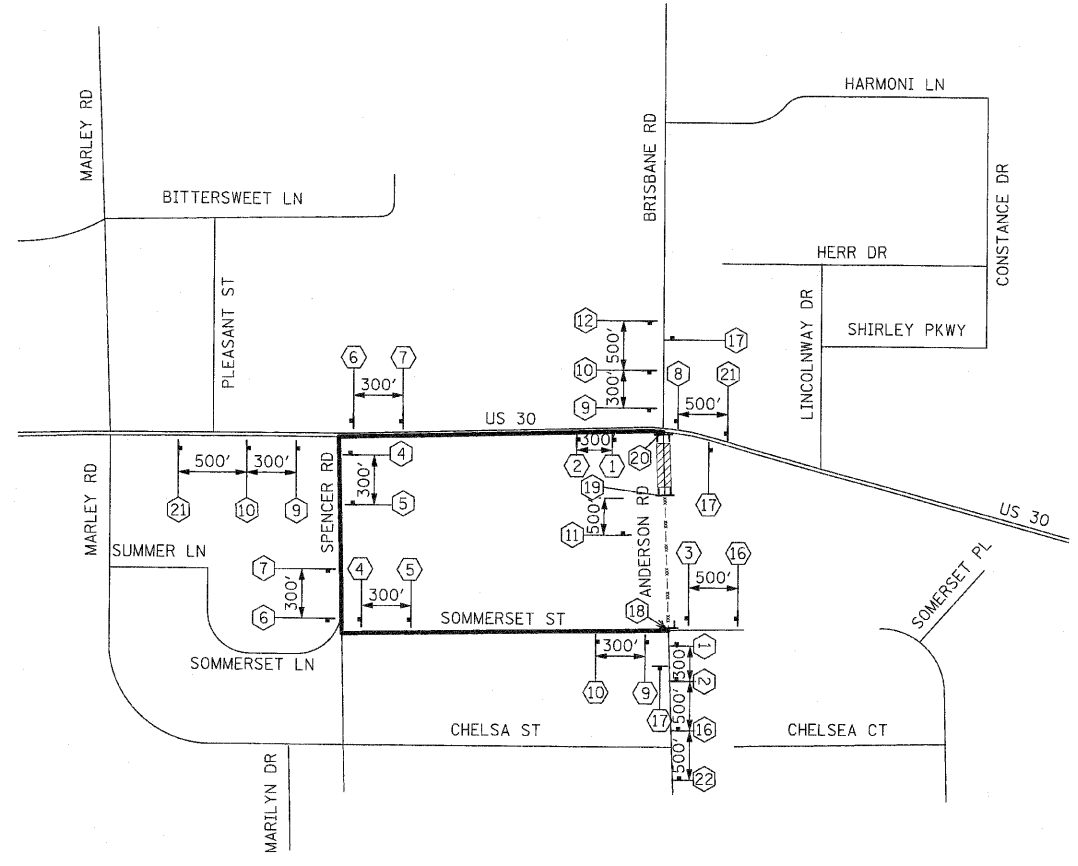 HARMONI LN
MARLEY RD
BRISBANE RD
BITTERSWEET LN
CONSTANCE DR
HERR DR
PLEASANT ST
LINCOLNWAY DR
SHIRLEY PKWY
12
17
500'
6
7
10
8
21
300'
300'
500'
9
US 30
4
300'
2
1
20
SPENCER RD
500'
300'
300'
19
17
US 30
MARLEY RD
21
10
9
5
500'
11
ANDERSON RD
SUMMER LN
7
4
5
3
16
SOMERSET PL
300'
300'
500'
6
SOMMERSET ST
18
SOMMERSET LN
300'
1
300'
2
10
9
17
500'
CHELSA ST
16
CHELSEA CT
500'
22
MARILYN DR